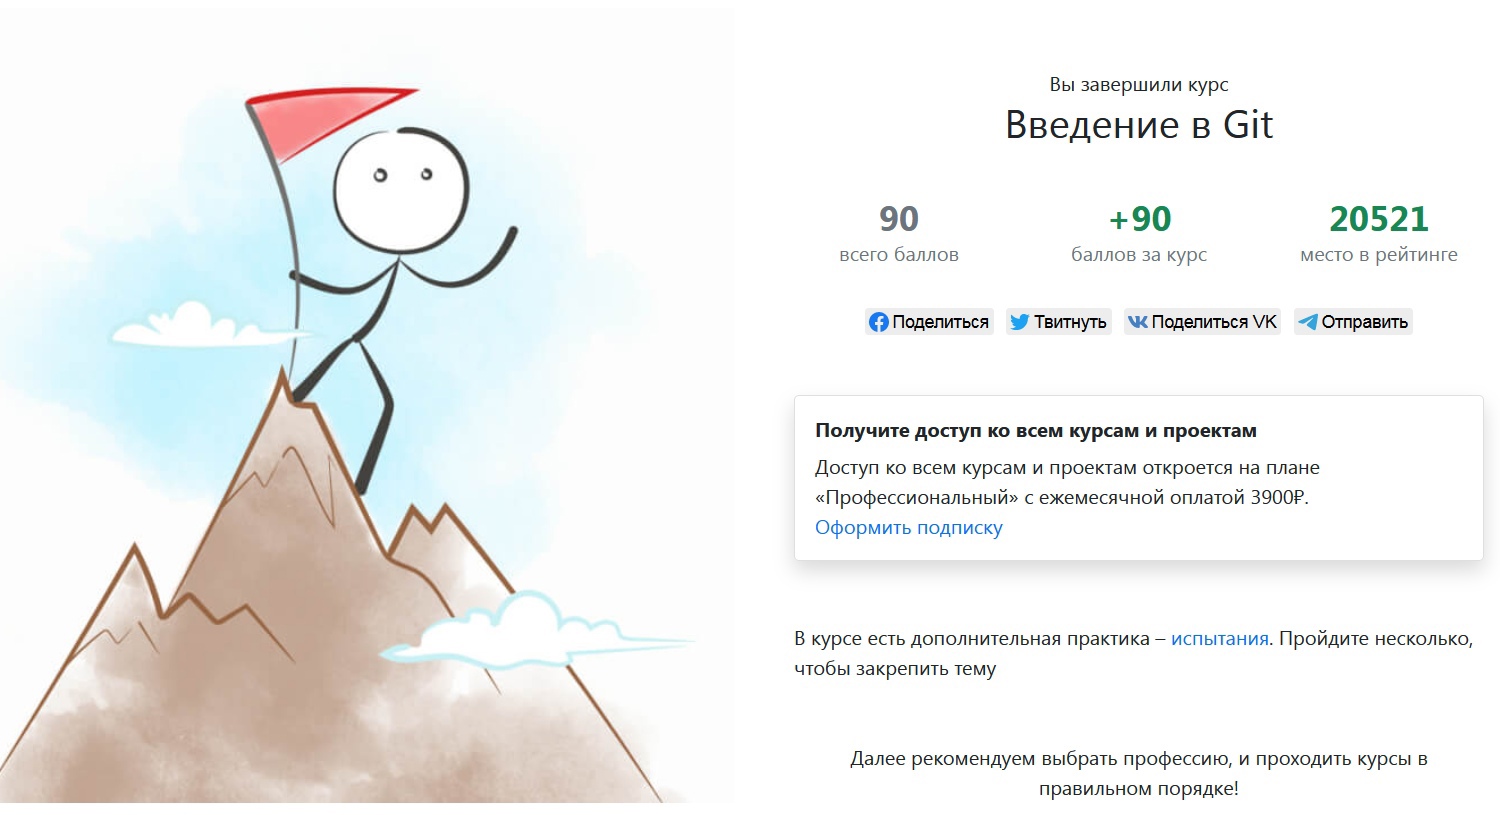 Вы завершили курс
Введение в Git
90
всего баллов
+90
баллов за курс
20521
место в рейтинге
Поделиться
Твитнуть
Поделиться VK
Отправить
Получите доступ ко всем курсам и проектам
Доступ ко всем курсам и проектам откроется на плане
«Профессиональный» с ежемесячной оплатой 3900₽.
Оформить подписку
В курсе есть дополнительная практика – испытания. Пройдите несколько,
чтобы закрепить тему
Далее рекомендуем выбрать профессию, и проходить курсы в
правильном порядке!